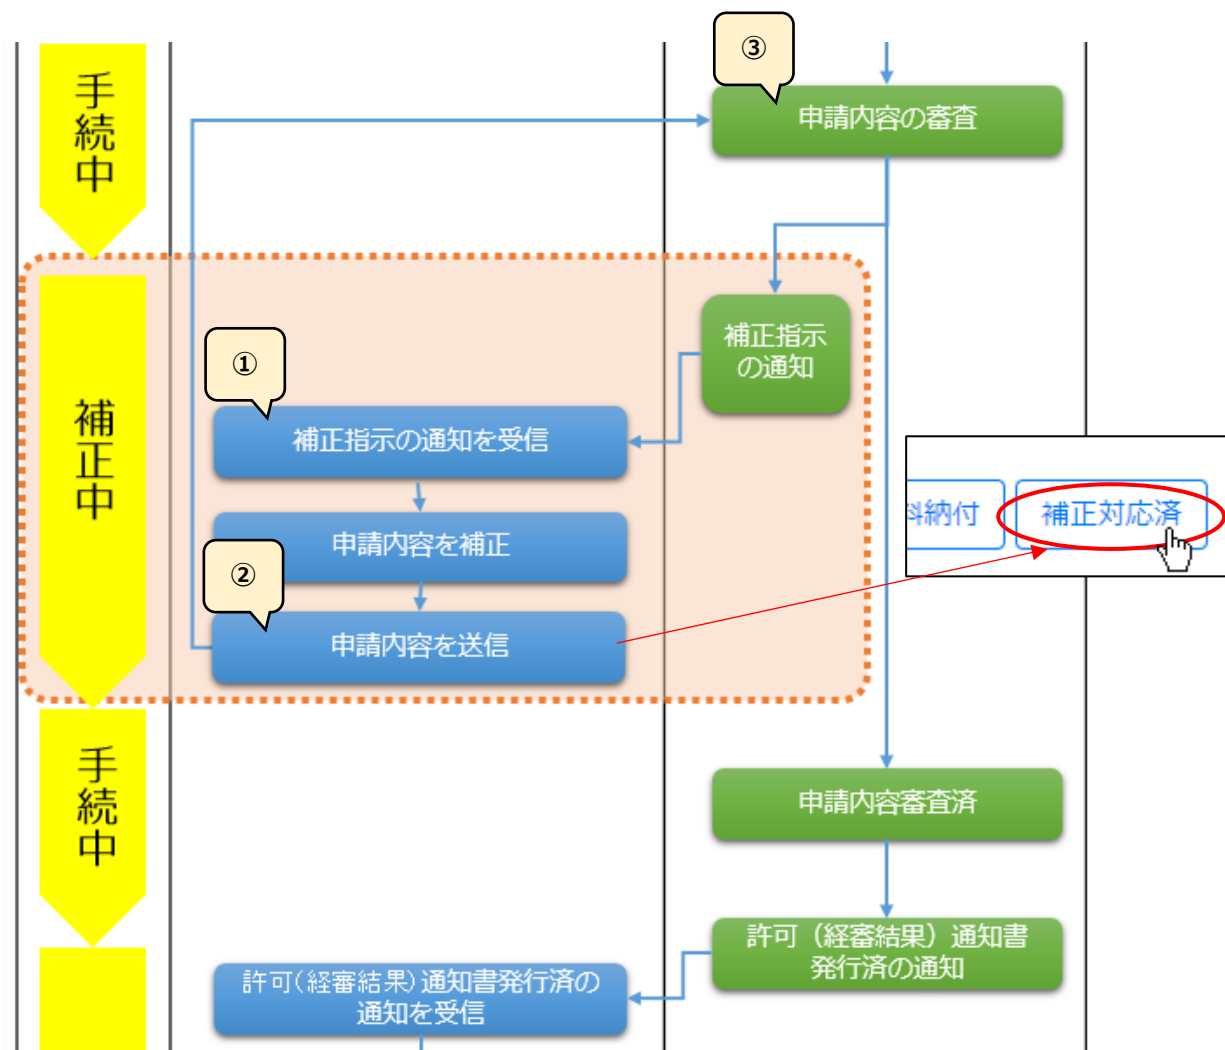 ③
手続中
申請内容の審査
補正中
補正指示
の通知
①
補正指示の通知を受信
料納付
補正対応済
申請内容を補正
②
申請内容を送信
手続中
申請内容審査済
許可（経審結果）通知書
発行済の通知
許可（経審結果）通知書発行済の
通知を受信